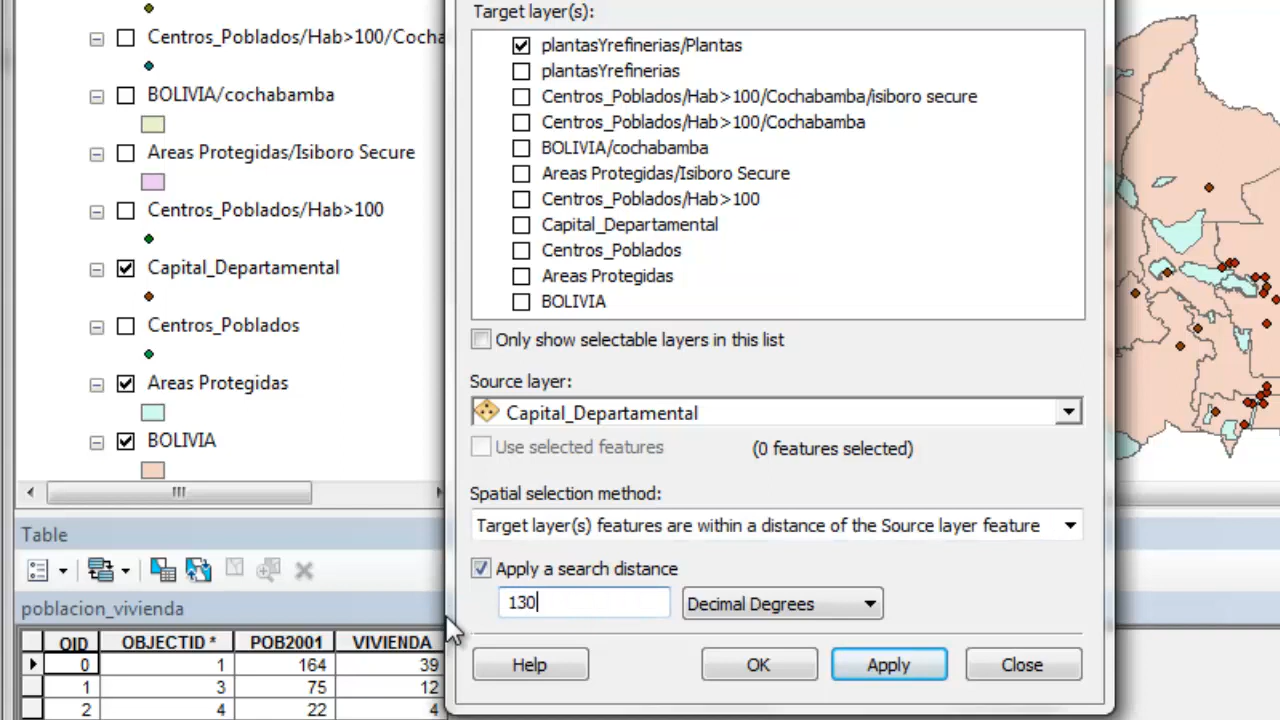 Centros_Poblados/Hab>100/Cocha
BOLIVIA/cochabamba
Areas Protegidas/Isiboro Secure
Centros_Poblados/Hab>100
Capital_Departamental
Centros_Poblados
Areas Protegidas
BOLIVIA
Table
poblacion_vivienda
OID OBJECTID * POB2001 VIVIENDA
0 1 164 39
1 3 75 12
2 4 22 4
Target layer(s):
plantasYrefinerias/Plantas
plantasYrefinerias
Centros_Poblados/Hab>100/Cochabamba/isiboro secure
Centros_Poblados/Hab>100/Cochabamba
BOLIVIA/cochabamba
Areas Protegidas/Isiboro Secure
Centros_Poblados/Hab>100
Capital_Departamental
Centros_Poblados
Areas Protegidas
BOLIVIA
Only show selectable layers in this list
Source layer:
Capital_Departamental
Use selected features (0 features selected)
Spatial selection method:
Target layer(s) features are within a distance of the Source layer feature
Apply a search distance
130 Decimal Degrees
Help OK Apply Close